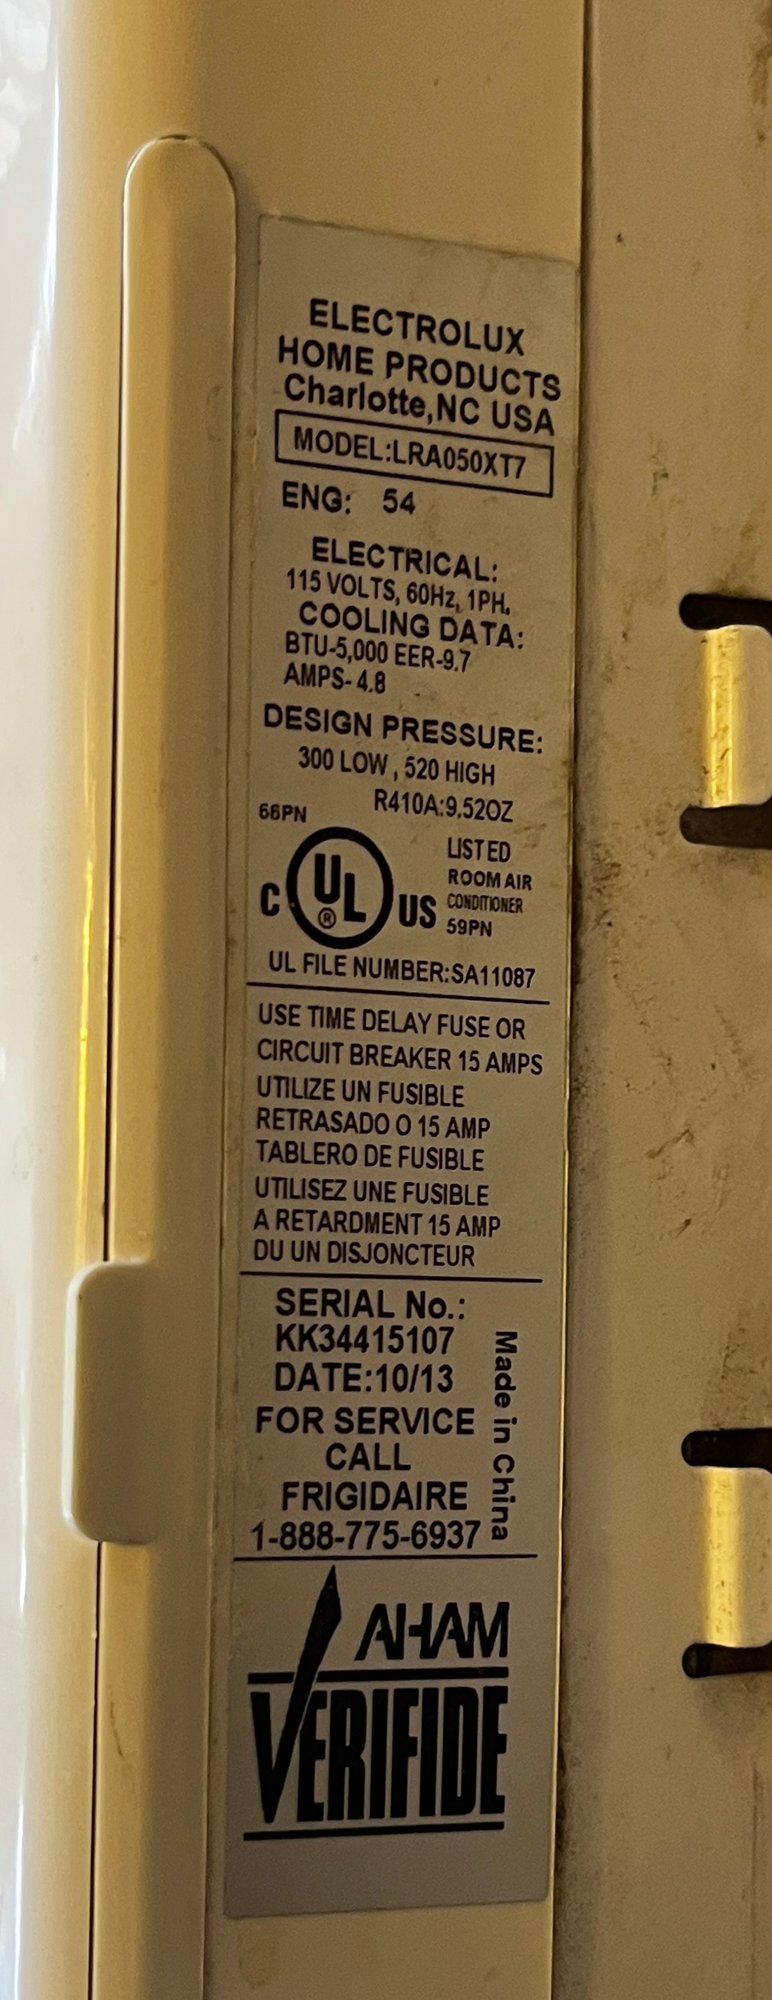 ELECTROLUX
HOME PRODUCTS
Charlotte,NC USA
MODEL:LRA050XT7
ENG: 54
ELECTRICAL:
115 VOLTS, 60Hz, 1PH.
COOLING DATA:
BTU-5,000 EER-9.7
AMPS-4.8
DESIGN PRESSURE:
300 LOW , 520 HIGH
R410A:9.52OZ
66PN
C UL ® US
LISTED
ROOM AIR
CONDITIONER
59PN
UL FILE NUMBER:SA11087
USE TIME DELAY FUSE OR
CIRCUIT BREAKER 15 AMPS
UTILIZE UN FUSIBLE
RETRASADO O 15 AMP
TABLERO DE FUSIBLE
UTILISEZ UNE FUSIBLE
A RETARDMENT 15 AMP
DU UN DISJONCTEUR
SERIAL No.:
KK34415107
DATE:10/13
FOR SERVICE
CALL
FRIGIDAIRE
1-888-775-6937
Made in China
AHAM
VERIFIDE